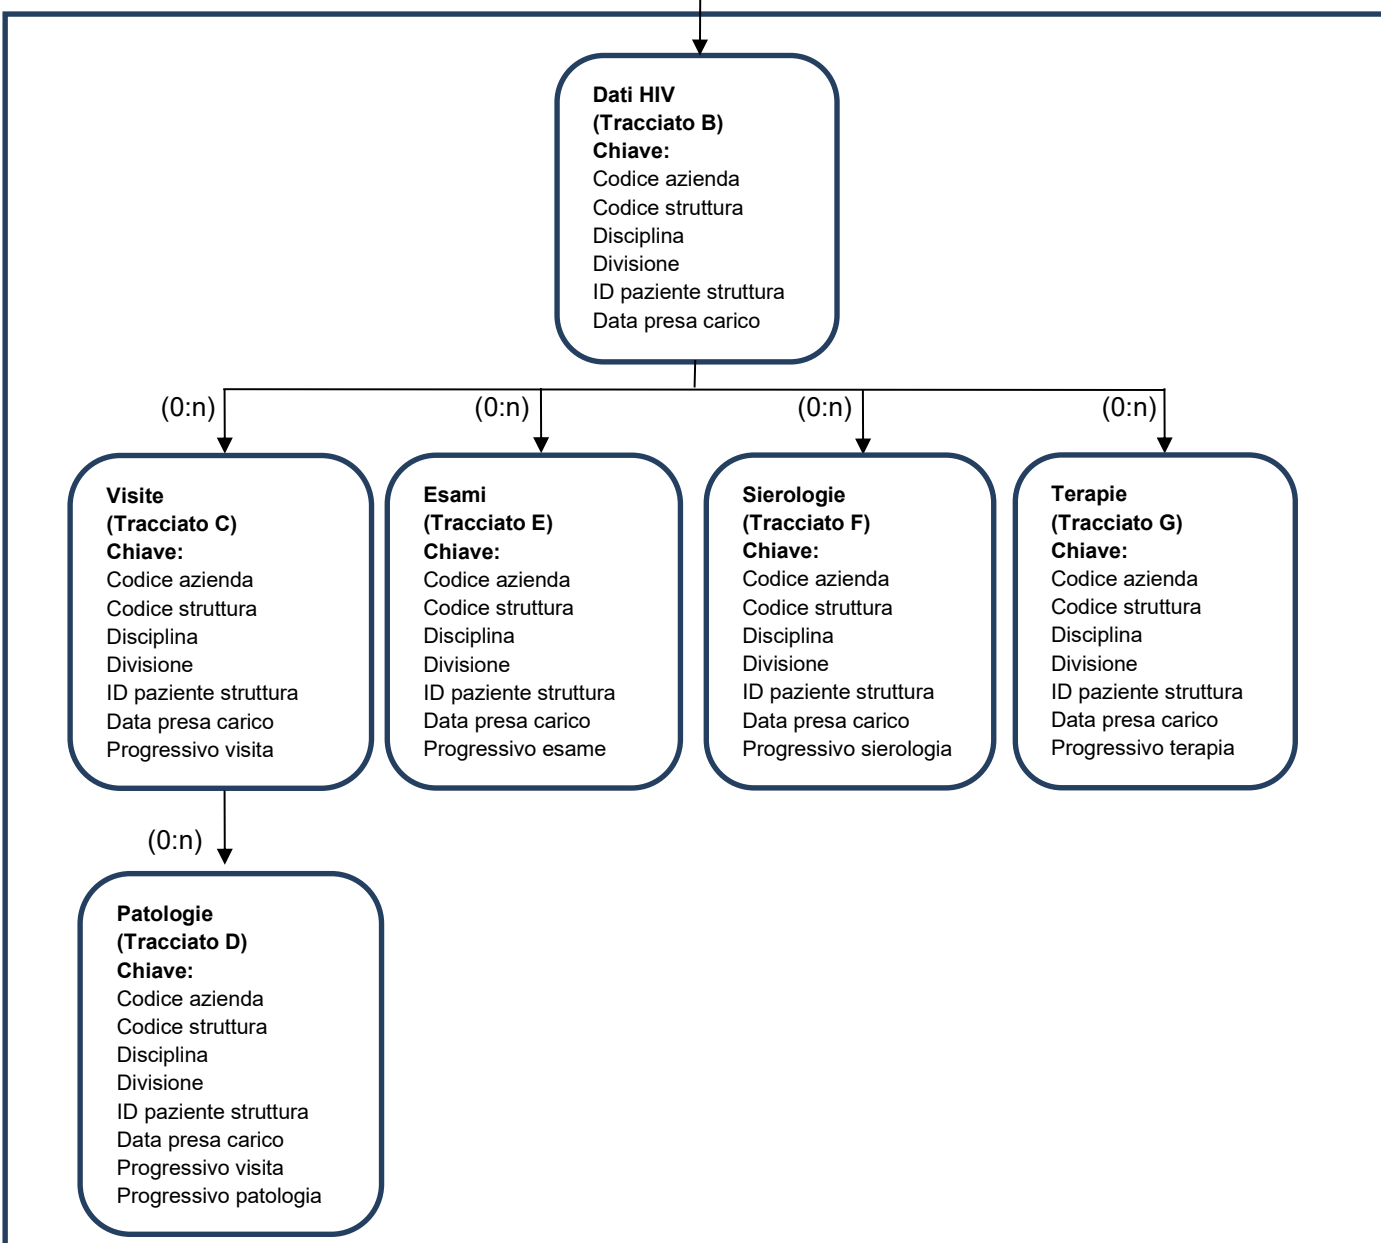 Dati HIV
(Tracciato B)
Chiave:
Codice azienda
Codice struttura
Disciplina
Divisione
ID paziente struttura
Data presa carico
(0:n)
(0:n)
(0:n)
(0:n)
Visite
(Tracciato C)
Chiave:
Codice azienda
Codice struttura
Disciplina
Divisione
ID paziente struttura
Data presa carico
Progressivo visita
Esami
(Tracciato E)
Chiave:
Codice azienda
Codice struttura
Disciplina
Divisione
ID paziente struttura
Data presa carico
Progressivo esame
Sierologie
(Tracciato F)
Chiave:
Codice azienda
Codice struttura
Disciplina
Divisione
ID paziente struttura
Data presa carico
Progressivo sierologia
Terapie
(Tracciato G)
Chiave:
Codice azienda
Codice struttura
Disciplina
Divisione
ID paziente struttura
Data presa carico
Progressivo terapia
(0:n)
Patologie
(Tracciato D)
Chiave:
Codice azienda
Codice struttura
Disciplina
Divisione
ID paziente struttura
Data presa carico
Progressivo visita
Progressivo patologia